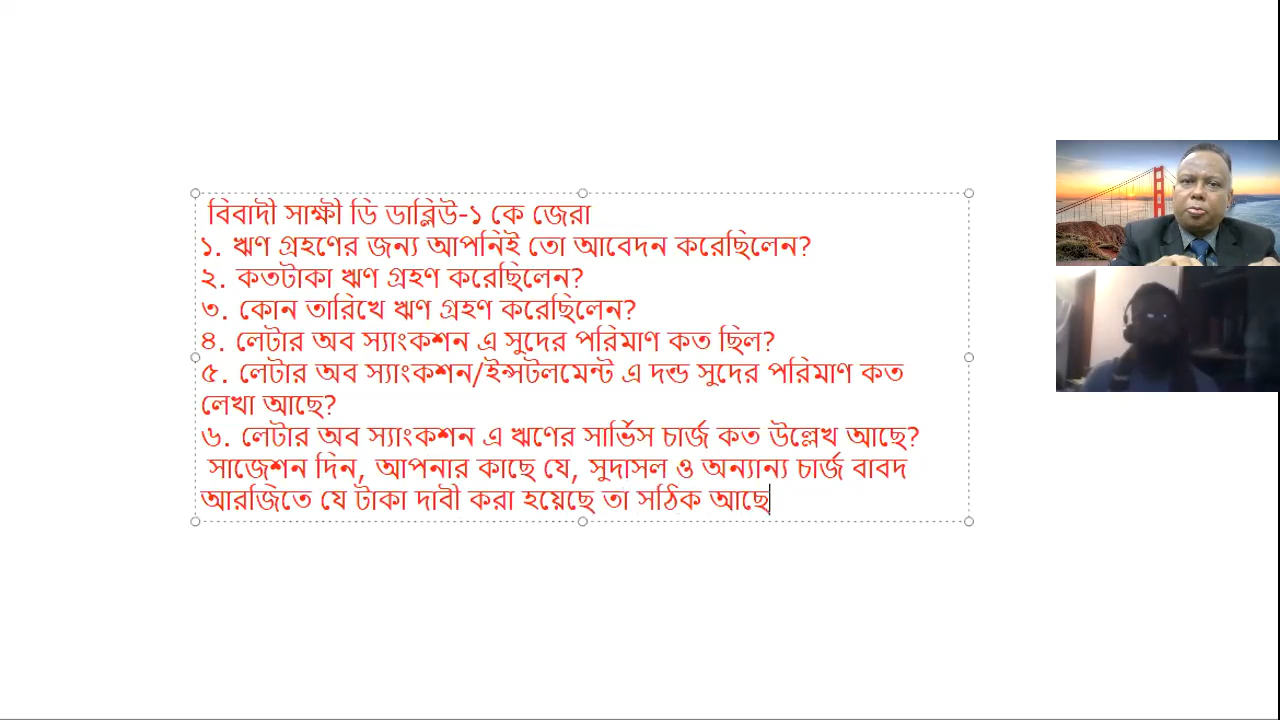 বিবাদী সাক্ষী ডি ডাব্লিউ-১ কে জেরা
১. ঋণ গ্রহণের জন্য আপনিই তো আবেদন করেছিলেন?
২. কতটাকা ঋণ গ্রহণ করেছিলেন?
৩. কোন তারিখে ঋণ গ্রহণ করেছিলেন?
৪. লেটার অব স্যাংকশন এ সুদের পরিমাণ কত ছিল?
৫. লেটার অব স্যাংকশন/ইন্সটলমেন্ট এ দন্ড সুদের পরিমাণ কত
লেখা আছে?
৬. লেটার অব স্যাংকশন এ ঋণের সার্ভিস চার্জ কত উল্লেখ আছে?
সাজেশন দিন, আপনার কাছে যে, সুদাসল ও অন্যান্য চার্জ বাবদ
আরজিতে যে টাকা দাবী করা হয়েছে তা সঠিক আছে